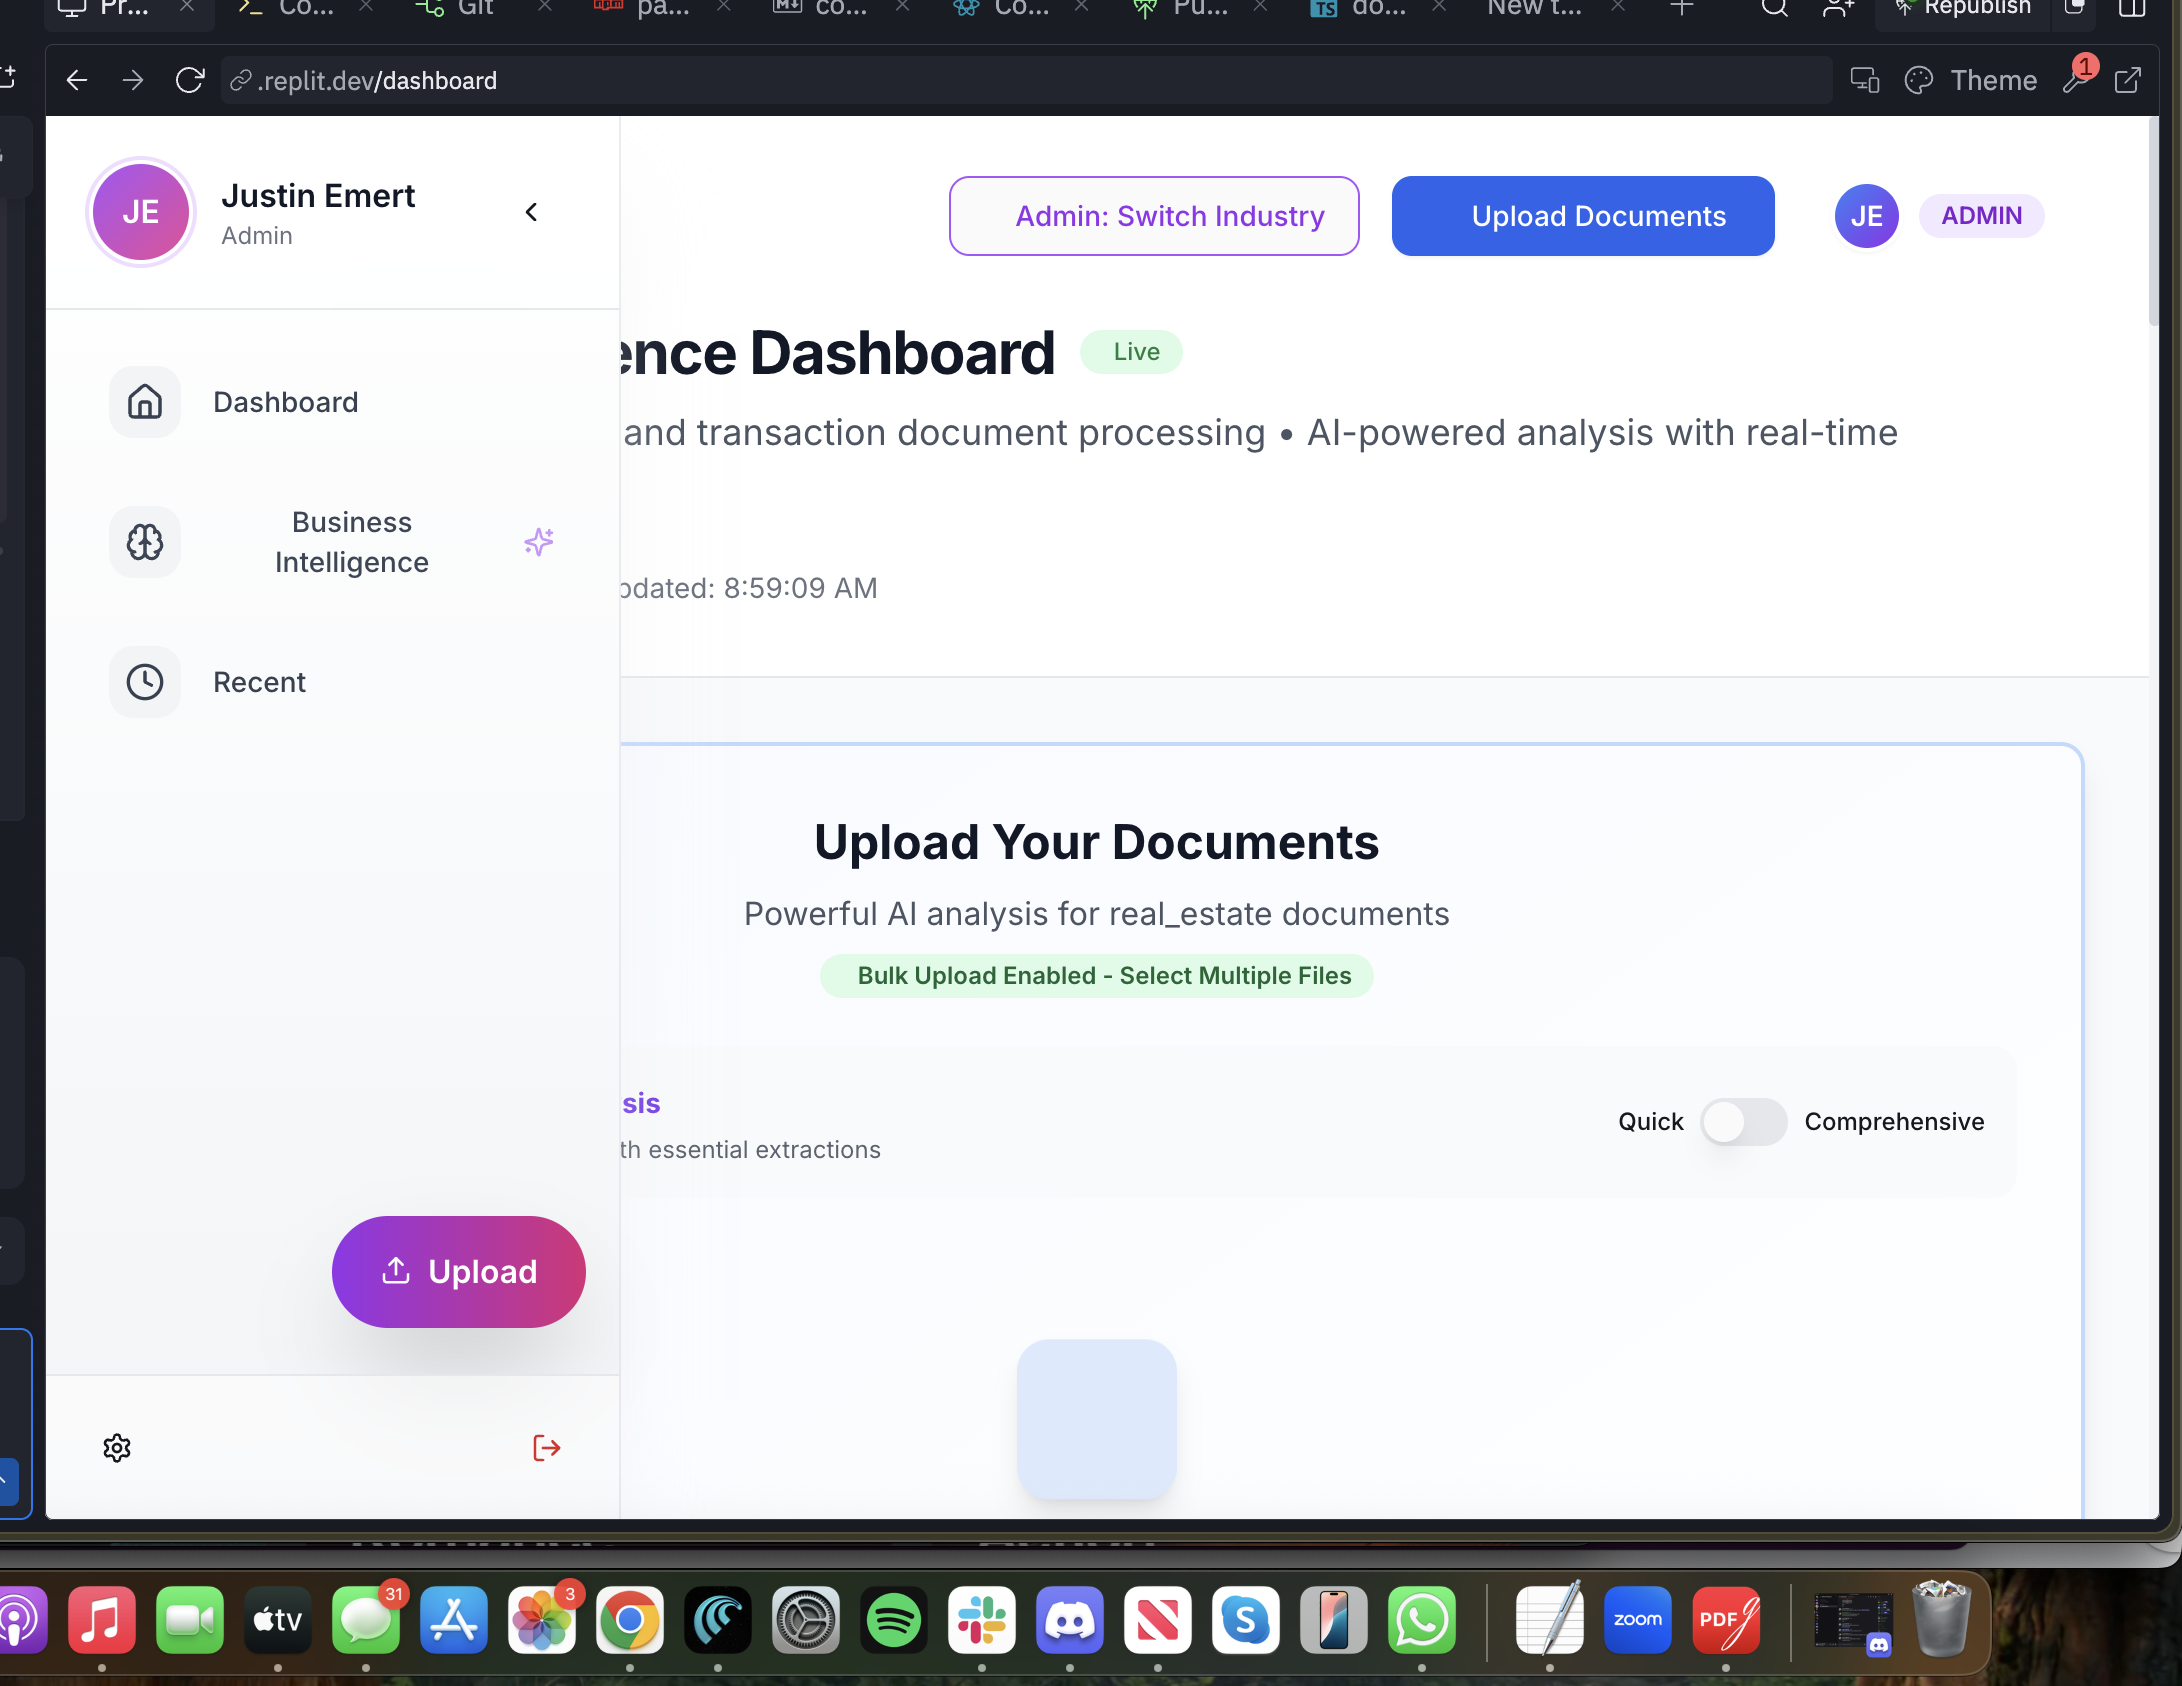 Pr...
Co...
Git
pa...
co...
Co...
Pu...
TS
do...
New t...
Republish
.replit.dev/dashboard
Theme
1
JE
Justin Emert
Admin
Admin: Switch Industry
Upload Documents
JE
ADMIN
ence Dashboard
Live
and transaction document processing • AI-powered analysis with real-time
pdated: 8:59:09 AM
Dashboard
Business
Intelligence
Recent
Upload Your Documents
Powerful AI analysis for real_estate documents
Bulk Upload Enabled - Select Multiple Files
sis
th essential extractions
Quick
Comprehensive
Upload
31
3
tv
S
zoom
PDF